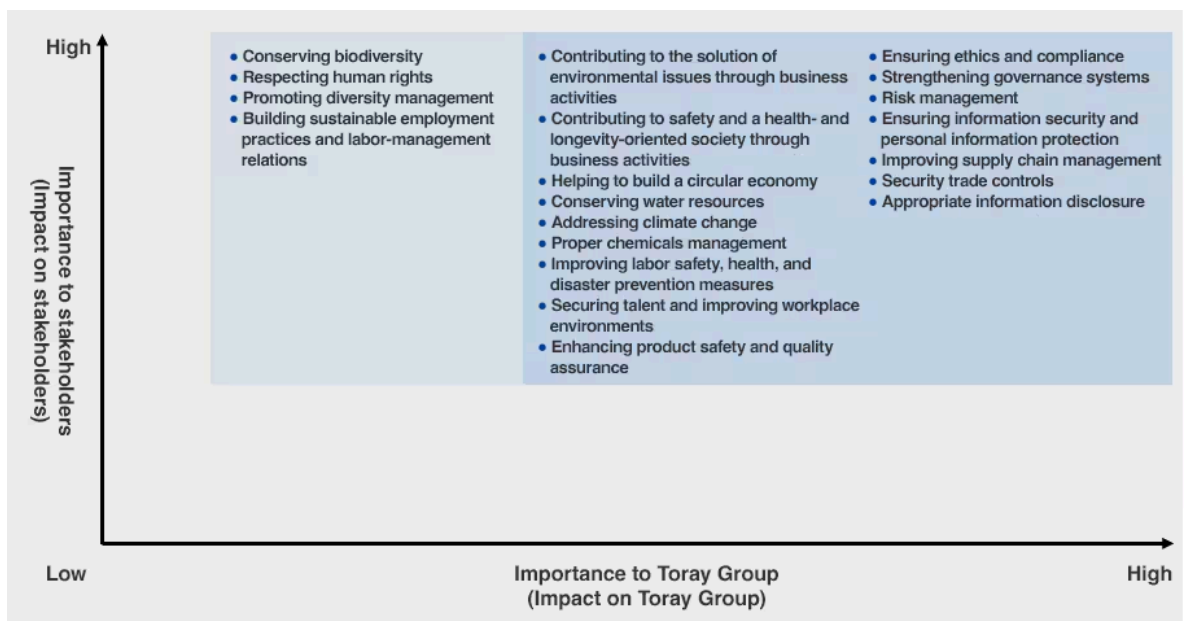 High
Importance to stakeholders
(Impact on stakeholders)
• Conserving biodiversity
• Respecting human rights
• Promoting diversity management
• Building sustainable employment
practices and labor-management
relations
• Contributing to the solution of
environmental issues through business
activities
• Contributing to safety and a health- and
longevity-oriented society through
business activities
• Helping to build a circular economy
• Conserving water resources
• Addressing climate change
• Proper chemicals management
• Improving labor safety, health, and
disaster prevention measures
• Securing talent and improving workplace
environments
• Enhancing product safety and quality
assurance
• Ensuring ethics and compliance
• Strengthening governance systems
• Risk management
• Ensuring information security and
personal information protection
• Improving supply chain management
• Security trade controls
• Appropriate information disclosure
Low
Importance to Toray Group
(Impact on Toray Group)
High